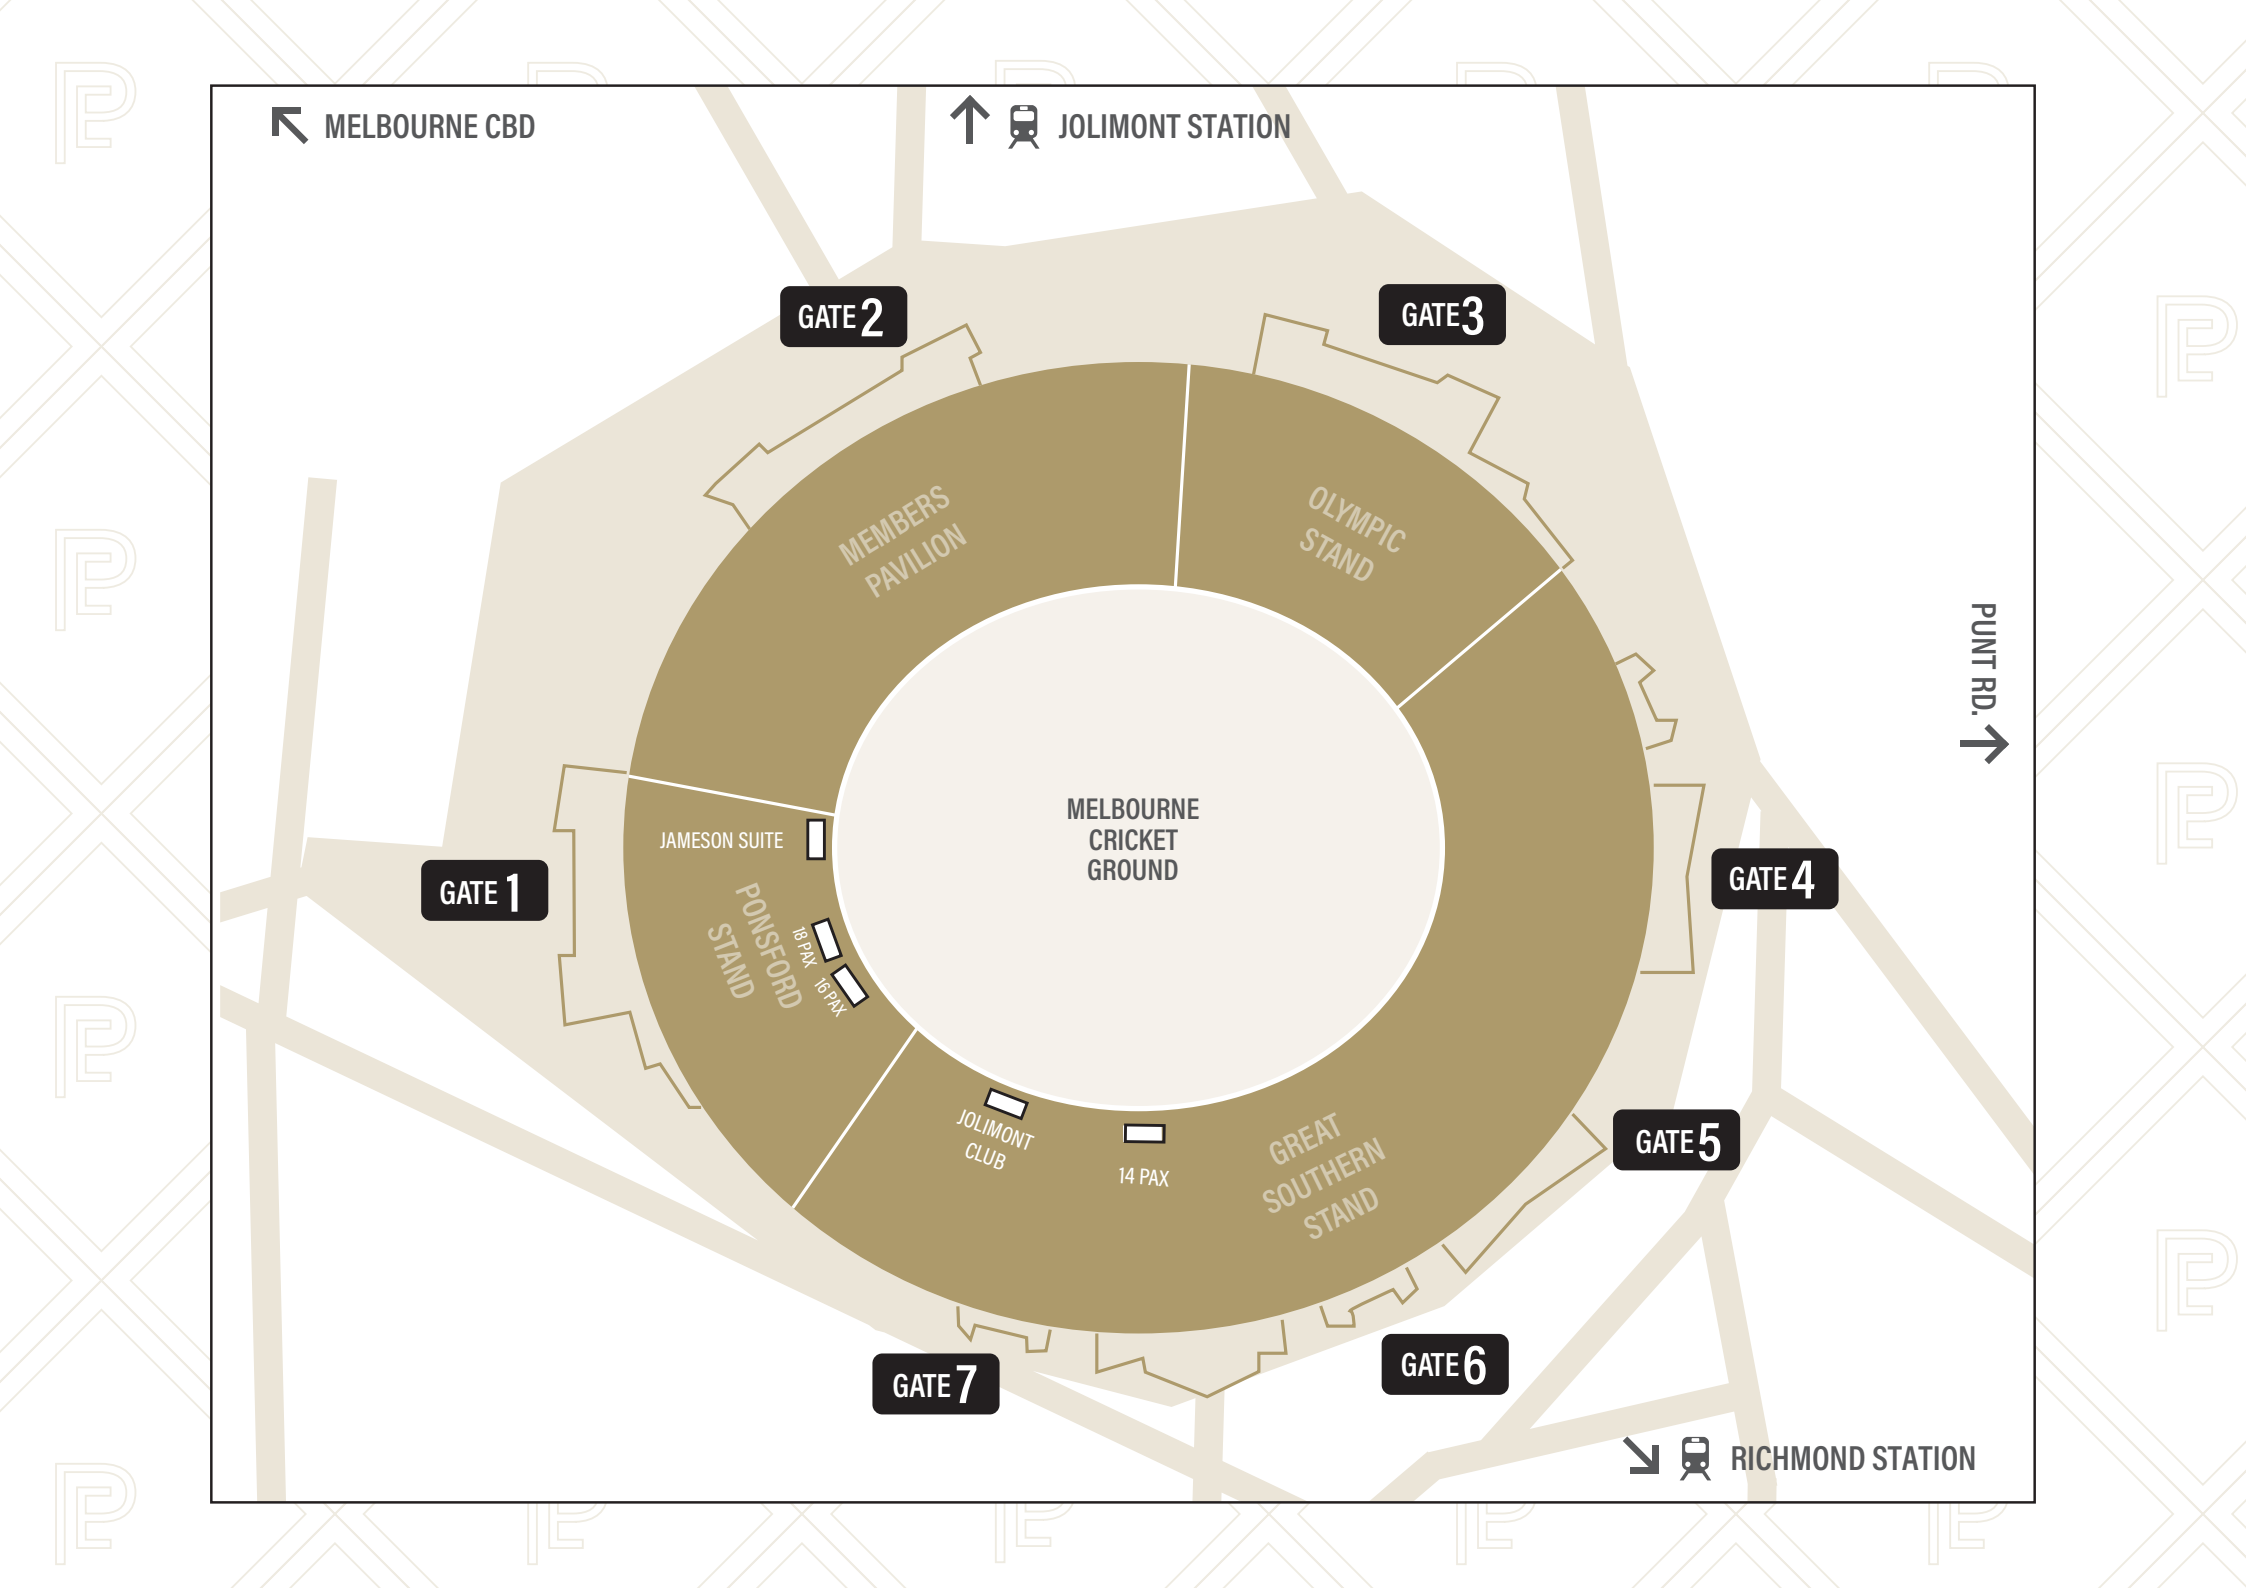 MELBOURNE CBD
JOLIMONT STATION
GATE 2
GATE 3
MEMBERS
PAVILION
OLYMPIC
STAND
PUNT RD.
MELBOURNE
CRICKET
GROUND
JAMESON SUITE
GATE 1
PONSFORD
STAND
18 PAX
16 PAX
GATE 4
JOLIMONT
CLUB
14 PAX
GREAT
SOUTHERN
STAND
GATE 5
GATE 6
GATE 7
RICHMOND STATION